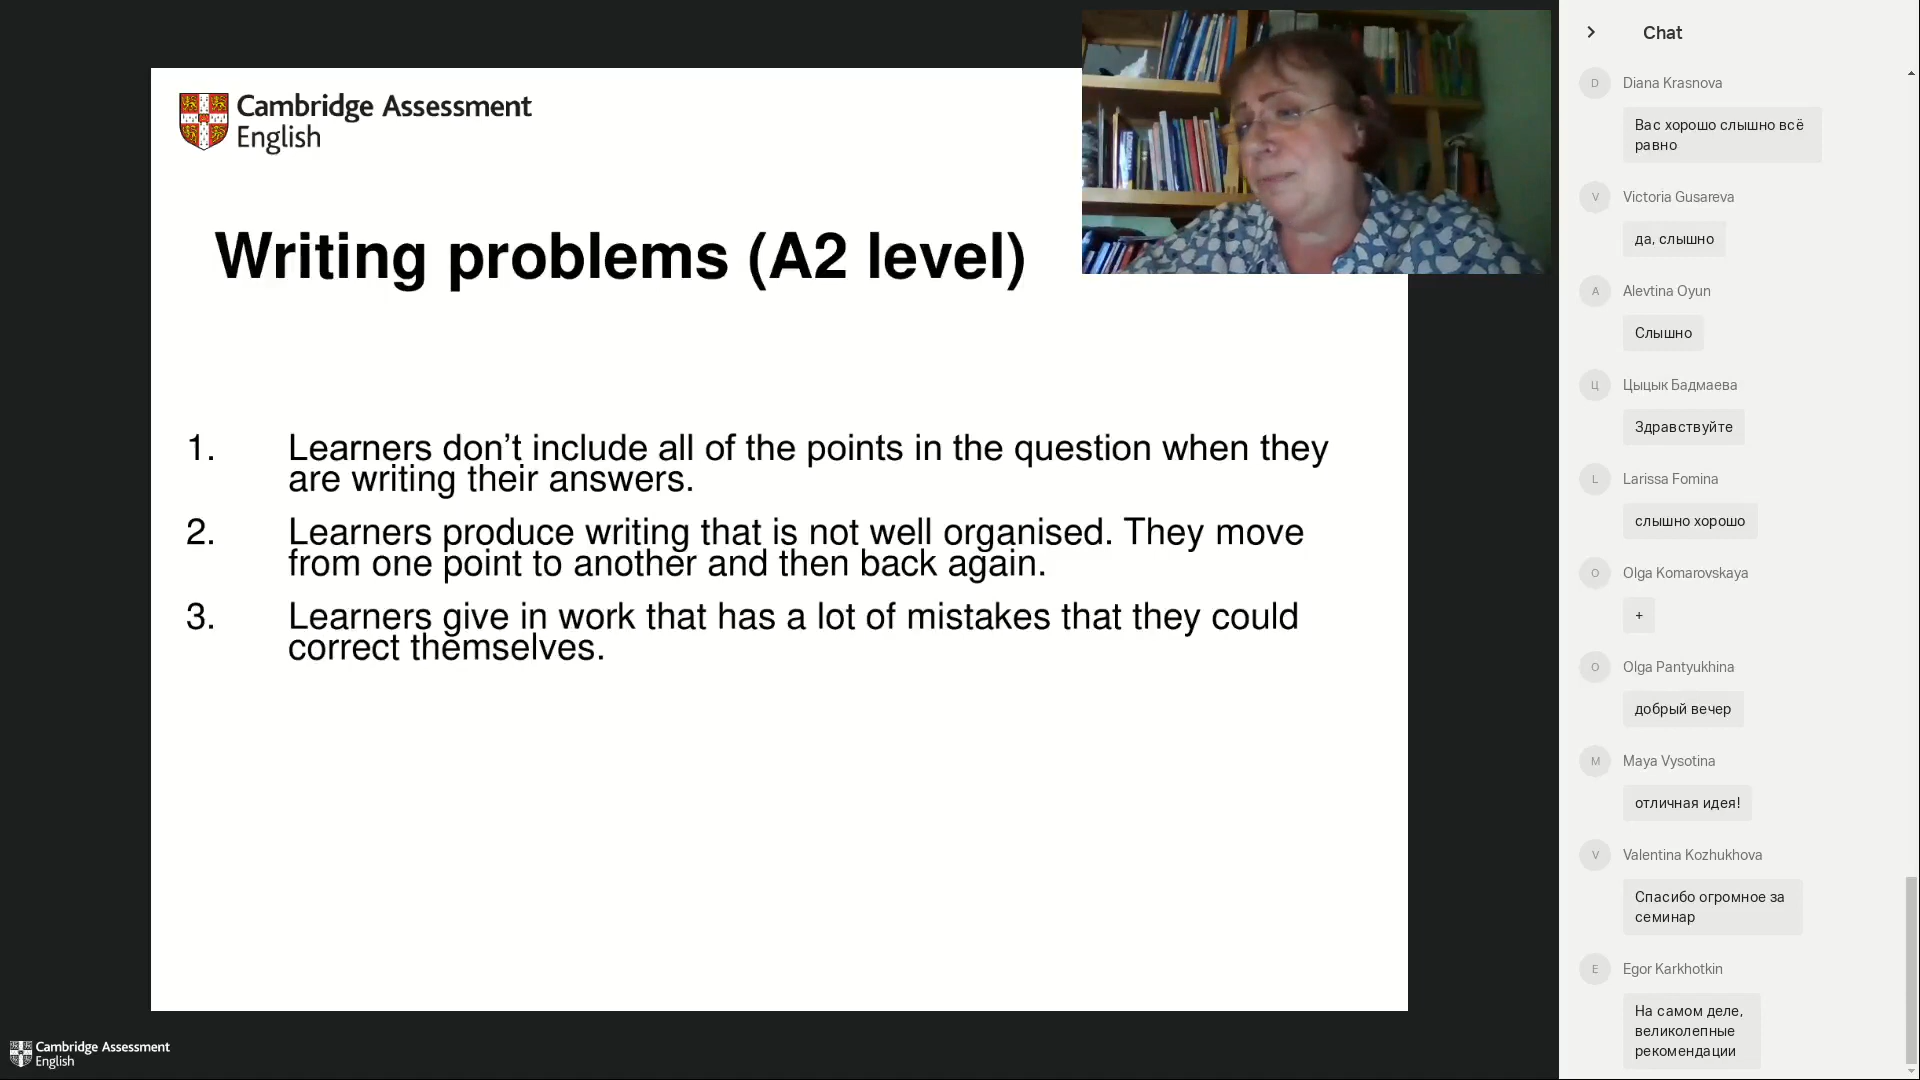 Cambridge Assessment
English
Writing problems (A2 level)
1. Learners don’t include all of the points in the question when they
are writing their answers.
2. Learners produce writing that is not well organised. They move
from one point to another and then back again.
3. Learners give in work that has a lot of mistakes that they could
correct themselves.
Cambridge Assessment
English
Chat
D Diana Krasnova
Вас хорошо слышно всё
равно
V Victoria Gusareva
да, слышно
A Alevtina Oyun
Слышно
Ц Цыцык Бадмаева
Здравствуйте
L Larissa Fomina
слышно хорошо
O Olga Komarovskaya
+
O Olga Pantyukhina
добрый вечер
M Maya Vysotina
отличная идея!
V Valentina Kozhukhova
Спасибо огромное за
семинар
E Egor Karkhotkin
На самом деле,
великолепные
рекомендации